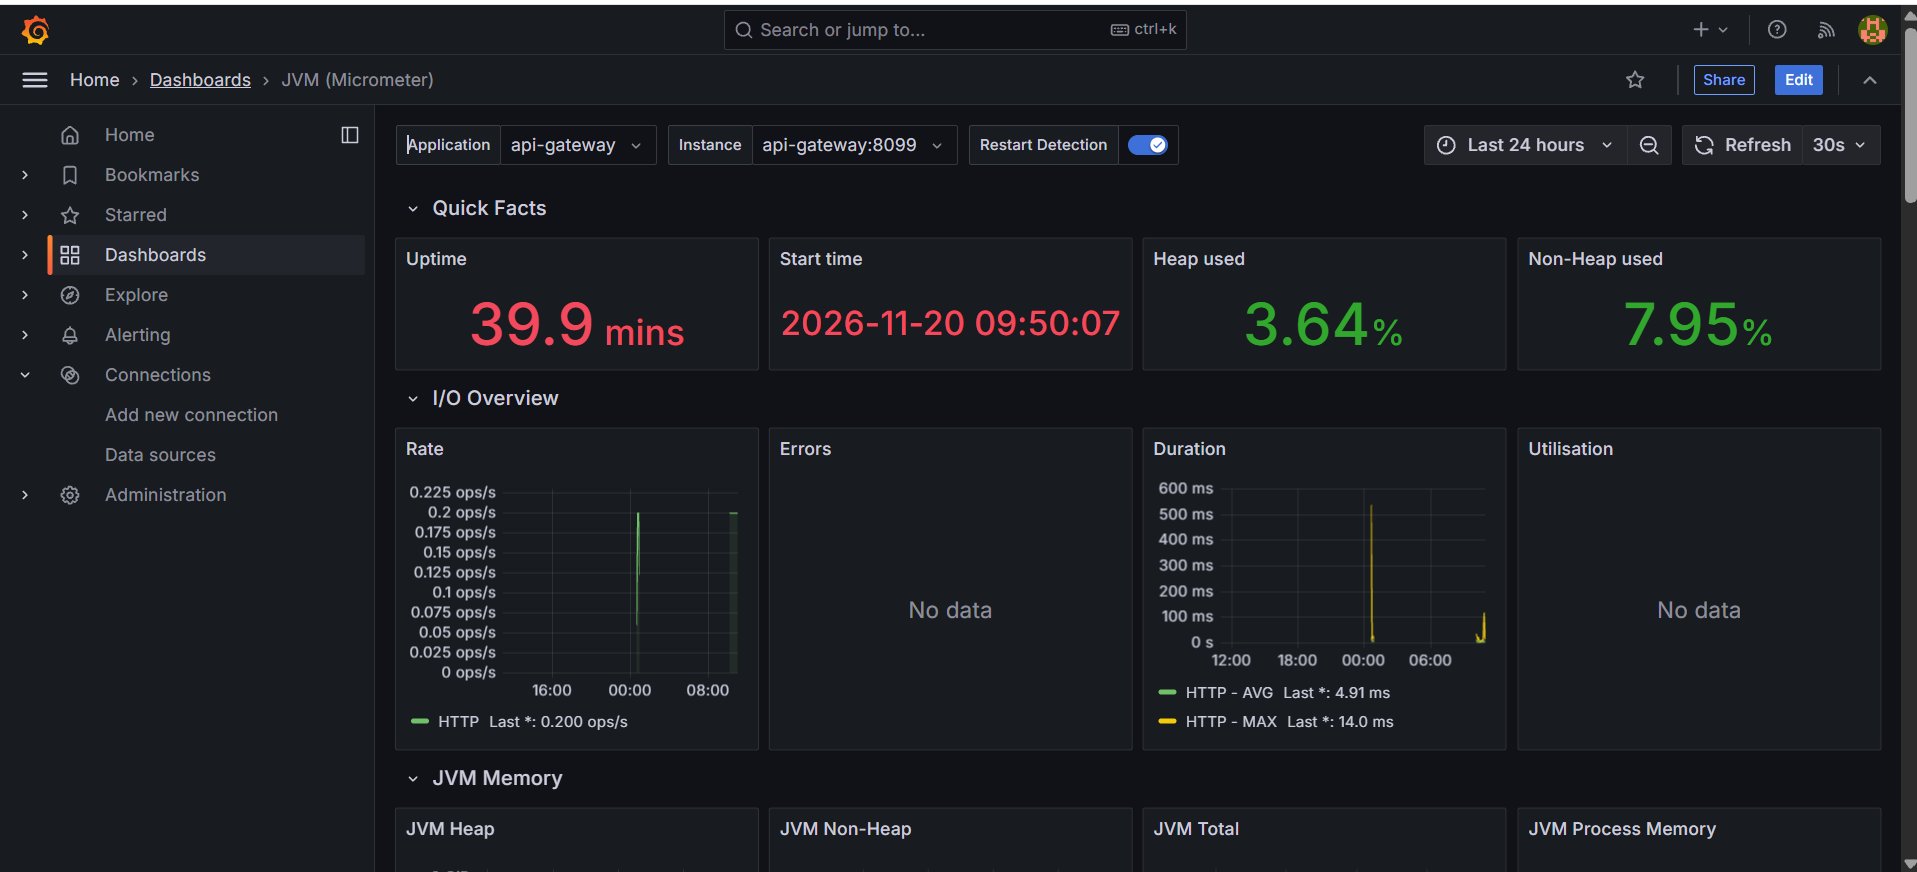 Search or jump to... ctrl+k
Home › Dashboards › JVM (Micrometer) Share Edit
Home
Bookmarks
Starred
Dashboards
Explore
Alerting
Connections
Add new connection
Data sources
Administration
Application api-gateway Instance api-gateway:8099 Restart Detection Last 24 hours Refresh 30s
Quick Facts
Uptime
39.9 mins
Start time
2026-11-20 09:50:07
Heap used
3.64%
Non-Heap used
7.95%
I/O Overview
Rate
0.225 ops/s
0.2 ops/s
0.175 ops/s
0.15 ops/s
0.125 ops/s
0.1 ops/s
0.075 ops/s
0.05 ops/s
0.025 ops/s
0 ops/s
16:00 00:00 08:00
HTTP Last *: 0.200 ops/s
Errors
No data
Duration
600 ms
500 ms
400 ms
300 ms
200 ms
100 ms
0 s
12:00 18:00 00:00 06:00
HTTP - AVG Last *: 4.91 ms
HTTP - MAX Last *: 14.0 ms
Utilisation
No data
JVM Memory
JVM Heap
JVM Non-Heap
JVM Total
JVM Process Memory